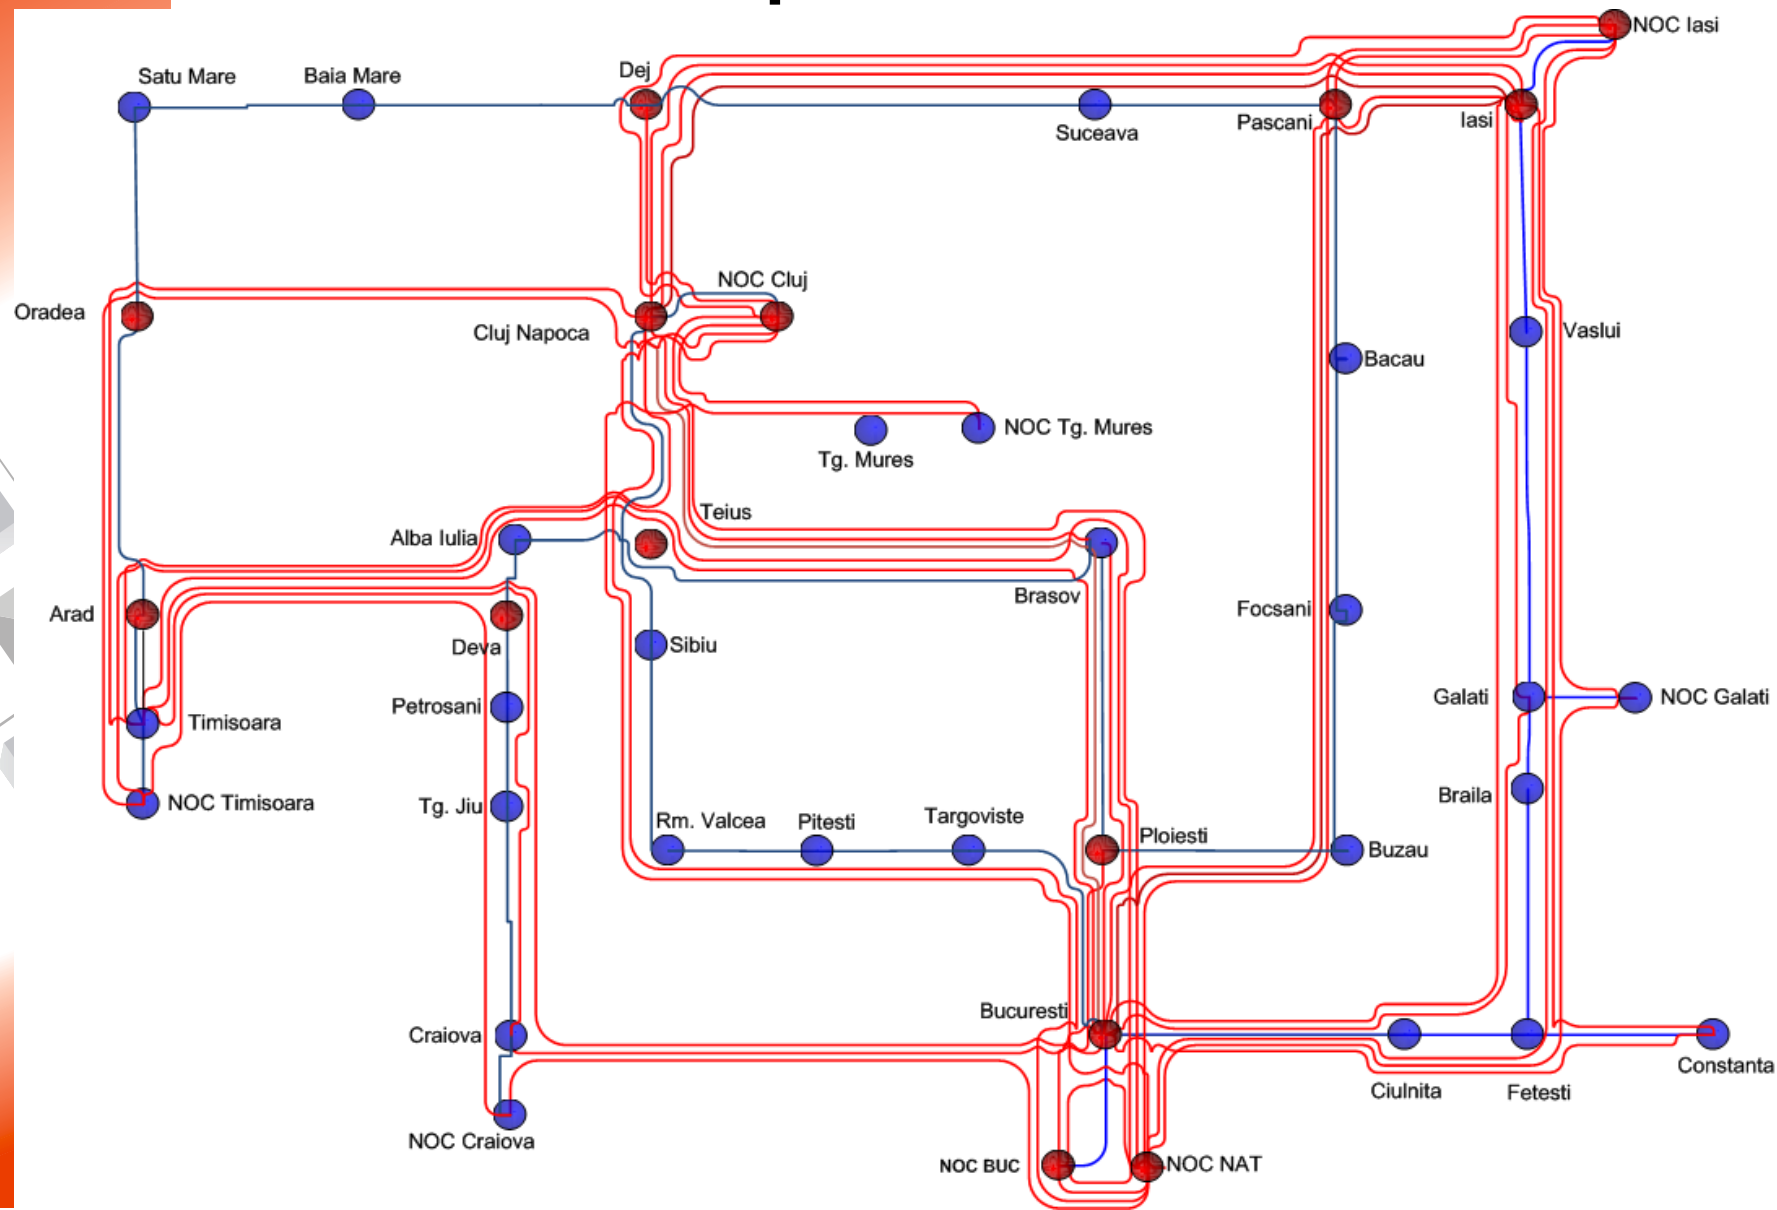 NOC Iasi
Satu Mare
Baia Mare
Dej
Suceava
Pascani
Iasi
NOC Cluj
Oradea
Cluj Napoca
Vaslui
Bacau
NOC Tg. Mures
Tg. Mures
Teius
Alba Iulia
Brasov
Arad
Focsani
Deva
Sibiu
Petrosani
Galati
NOC Galati
Timisoara
NOC Timisoara
Tg. Jiu
Braila
Rm. Valcea
Pitesti
Targoviste
Ploiesti
Buzau
Bucuresti
Craiova
Constanta
Ciulnita
Fetesti
NOC Craiova
NOC BUC
NOC NAT